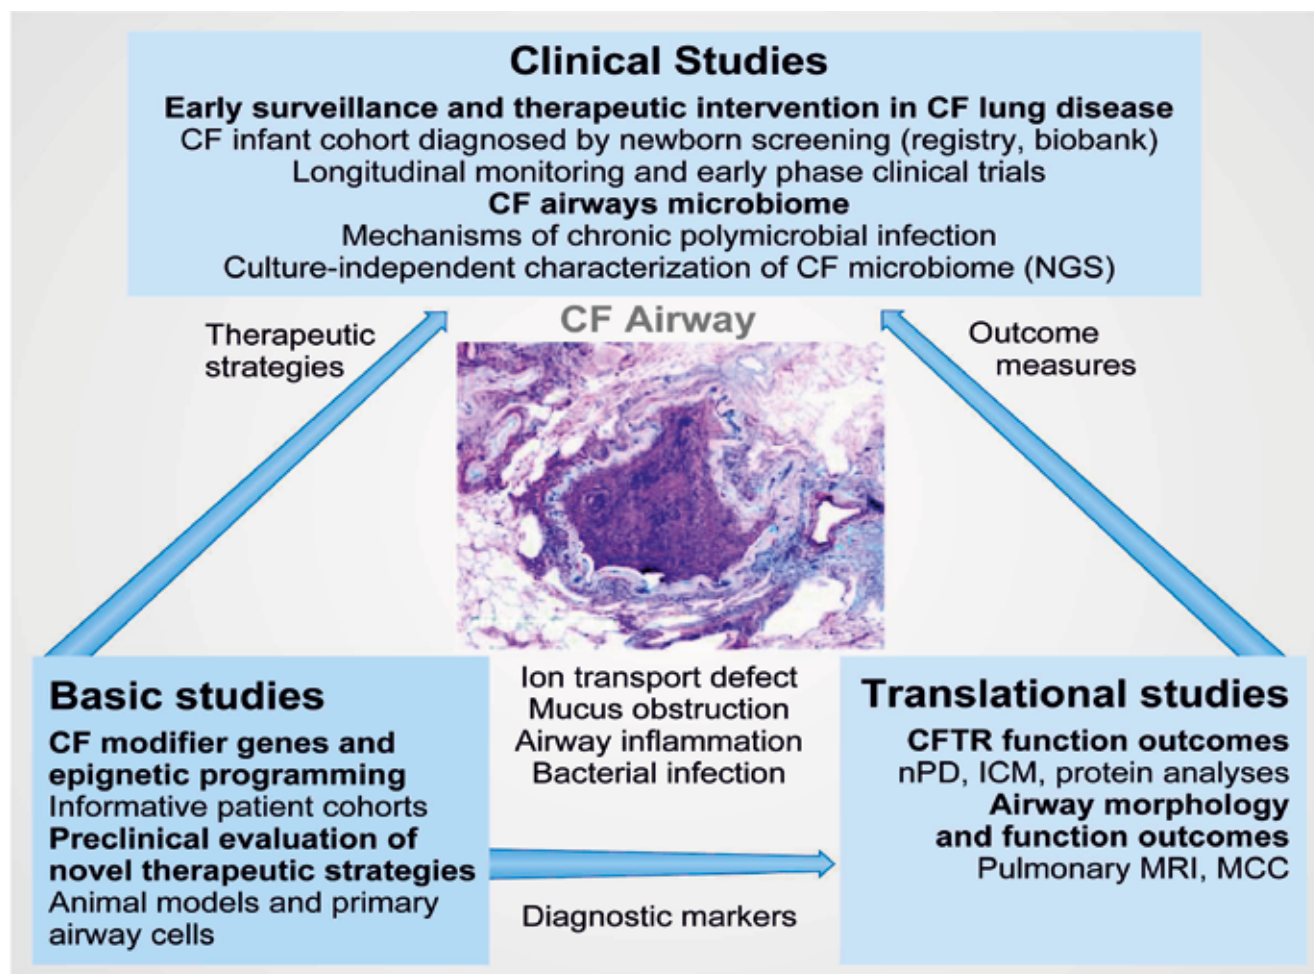 Clinical Studies
Early surveillance and therapeutic intervention in CF lung disease
CF infant cohort diagnosed by newborn screening (registry, biobank)
Longitudinal monitoring and early phase clinical trials
CF airways microbiome
Mechanisms of chronic polymicrobial infection
Culture-independent characterization of CF microbiome (NGS)
Therapeutic
strategies
CF Airway
Outcome
measures
Basic studies
CF modifier genes and
epignetic programming
Informative patient cohorts
Preclinical evaluation of
novel therapeutic strategies
Animal models and primary
airway cells
Ion transport defect
Mucus obstruction
Airway inflammation
Bacterial infection
Diagnostic markers
Translational studies
CFTR function outcomes
nPD, ICM, protein analyses
Airway morphology
and function outcomes
Pulmonary MRI, MCC